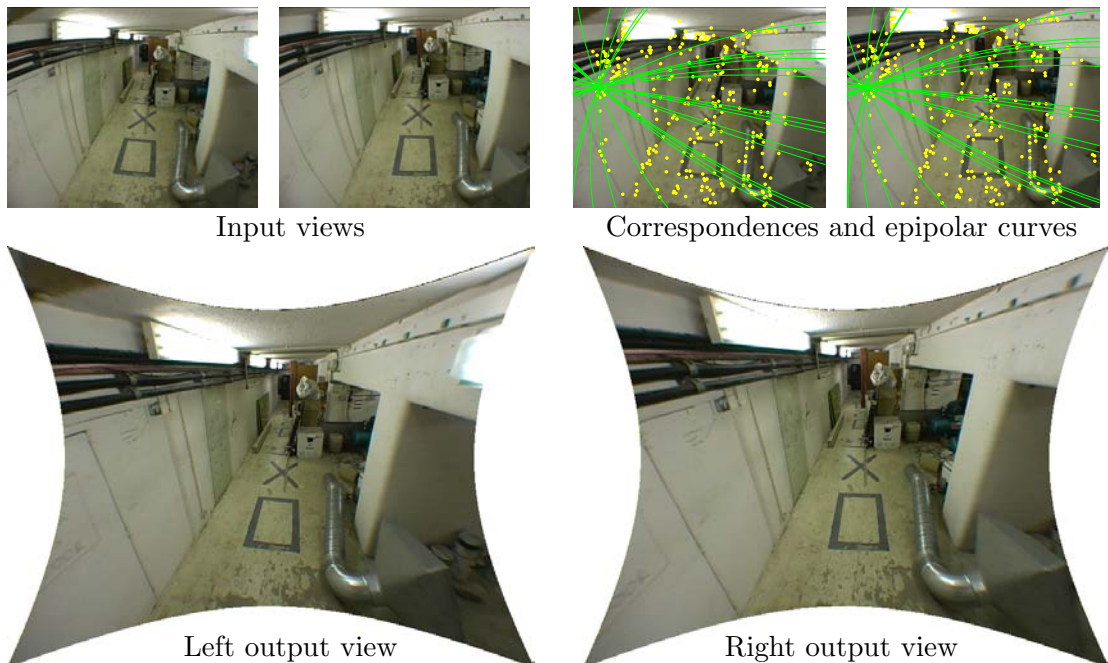 Input views
Correspondences and epipolar curves
Left output view
Right output view